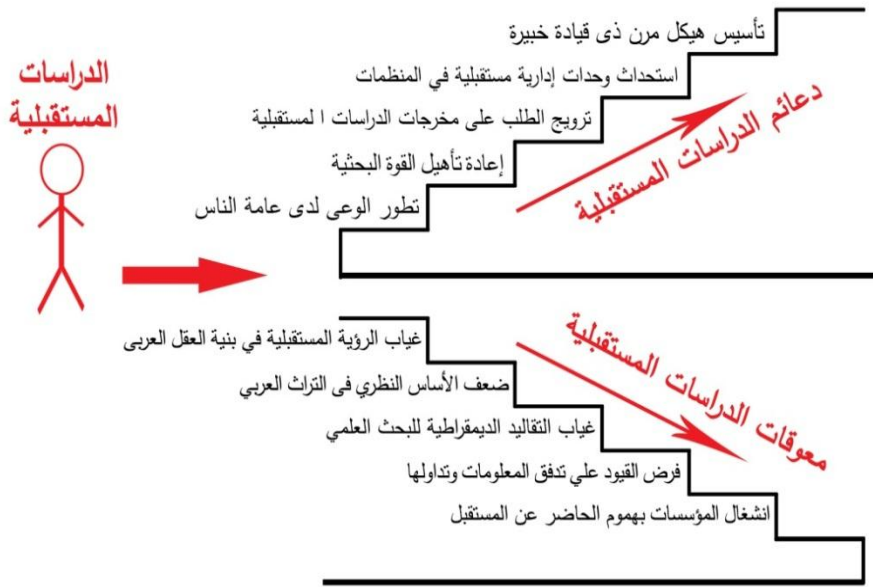 الدراسات
المستقبلية
تأسيس هيكل مرن ذى قيادة خبيرة
استحداث وحدات إدارية مستقبلية في المنظمات
ترويج الطلب على مخرجات الدراسات ا لمستقبلية
إعادة تأهيل القوة البحثية
تطور الوعى لدى عامة الناس
دعائم الدراسات المستقبلية
معوقات الدراسات المستقبلية
غياب الرؤية المستقبلية في بنية العقل العربى
ضعف الأساس النظري فى التراث العربي
غياب التقاليد الديمقراطية للبحث العلمي
فرض القيود علي تدفق المعلومات وتداولها
انشغال المؤسسات بهموم الحاضر عن المستقبل